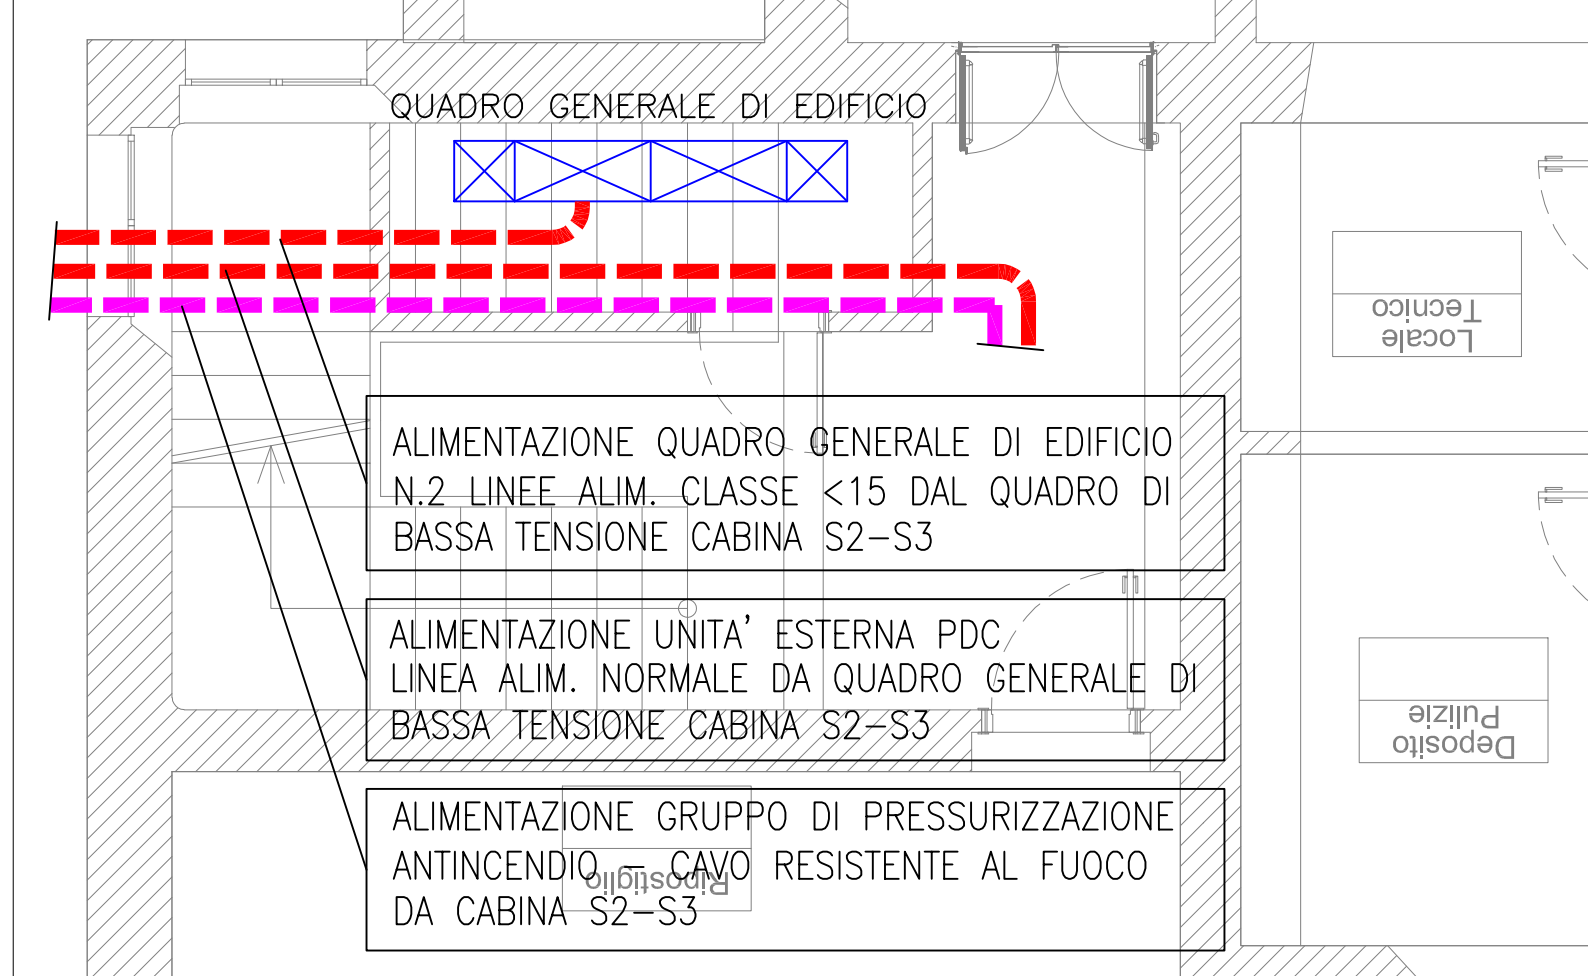 QUADRO GENERALE DI EDIFICIO
Locale
Tecnico
ALIMENTAZIONE QUADRO GENERALE DI EDIFICIO
N.2 LINEE ALIM. CLASSE <15 DAL QUADRO DI
BASSA TENSIONE CABINA S2-S3
ALIMENTAZIONE UNITA' ESTERNA PDC
LINEA ALIM. NORMALE DA QUADRO GENERALE DI
BASSA TENSIONE CABINA S2-S3
Deposito
Pulizie
ALIMENTAZIONE GRUPPO DI PRESSURIZZAZIONE
ANTINCENDIO - CAVO RESISTENTE AL FUOCO
DA CABINA S2-S3
Ripostiglio